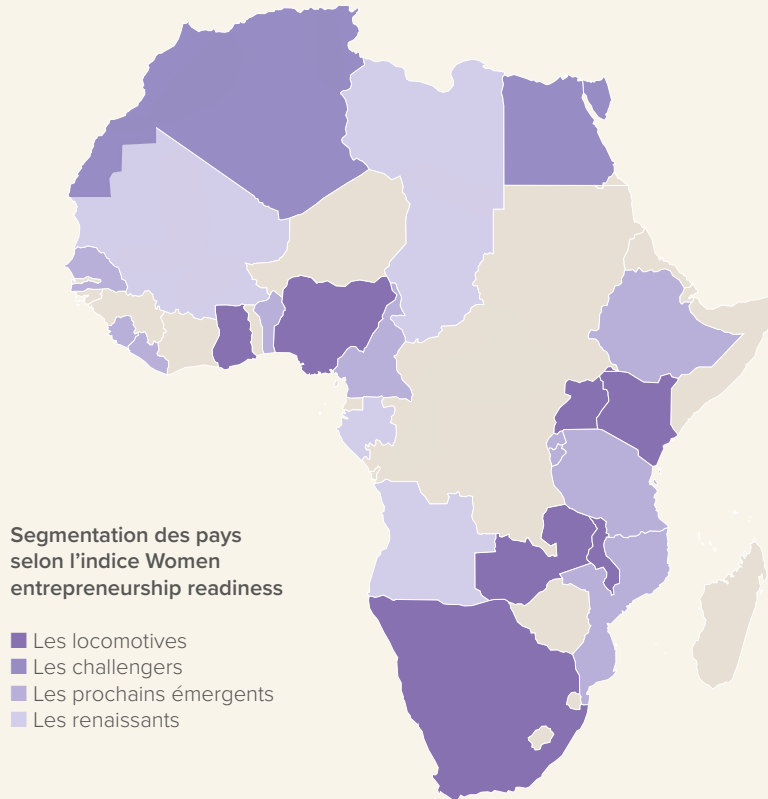 Segmentation des pays
selon l’indice Women
entrepreneurship readiness
Les locomotives
Les challengers
Les prochains émergents
Les renaissants